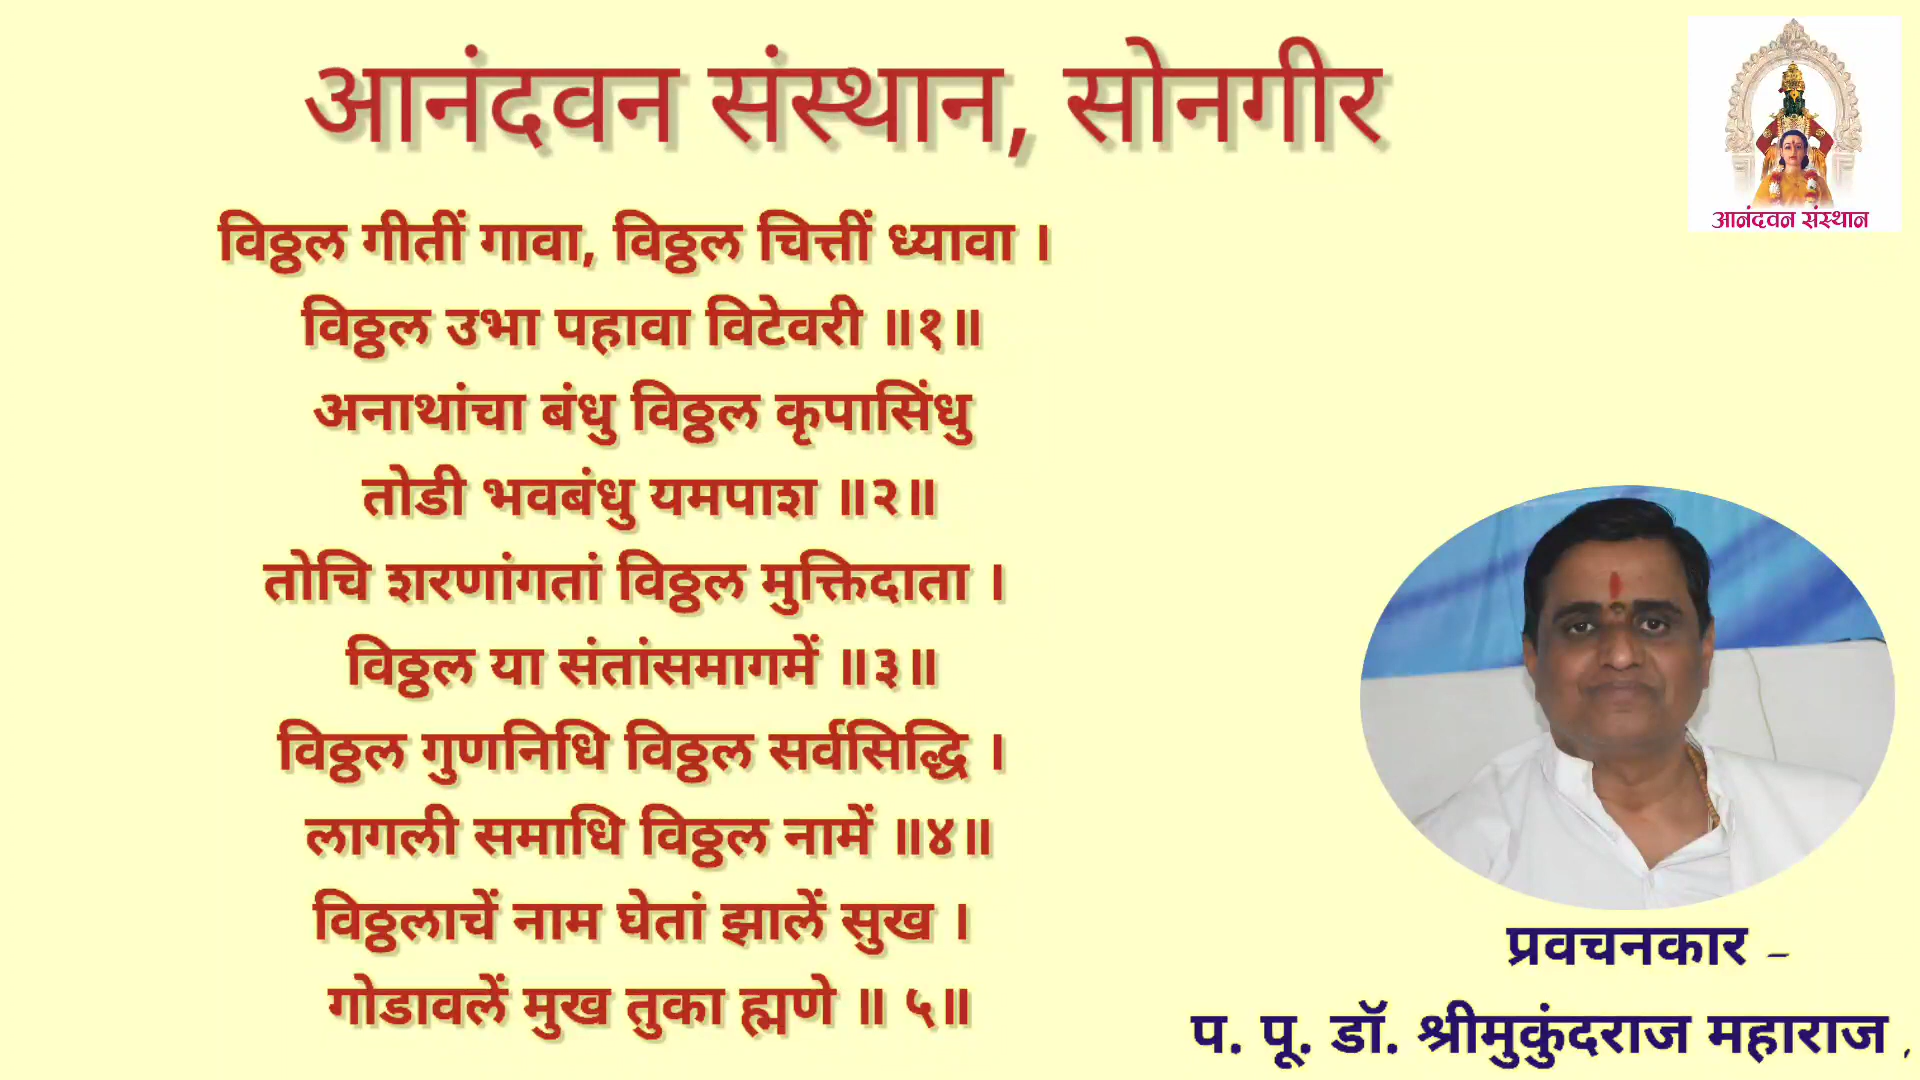 आनंदवन संस्थान, सोनगीर
आनंदवन संस्थान
विठ्ठल गीतीं गावा, विठ्ठल चित्तीं ध्यावा ।
विठ्ठल उभा पहावा विटेवरी ॥१॥
अनाथांचा बंधु विठ्ठल कृपासिंधु
तोडी भवबंधु यमपाश ॥२॥
तोचि शरणांगतां विठ्ठल मुक्तिदाता ।
विठ्ठल या संतांसमागमें ॥३॥
विठ्ठल गुणनिधि विठ्ठल सर्वसिद्धि ।
लागली समाधि विठ्ठल नामें ॥४॥
विठ्ठलाचें नाम घेतां झालें सुख ।
गोडावलें मुख तुका ह्मणे ॥ ५॥
प्रवचनकार –
प. पू. डॉ. श्रीमुकुंदराज महाराज ,